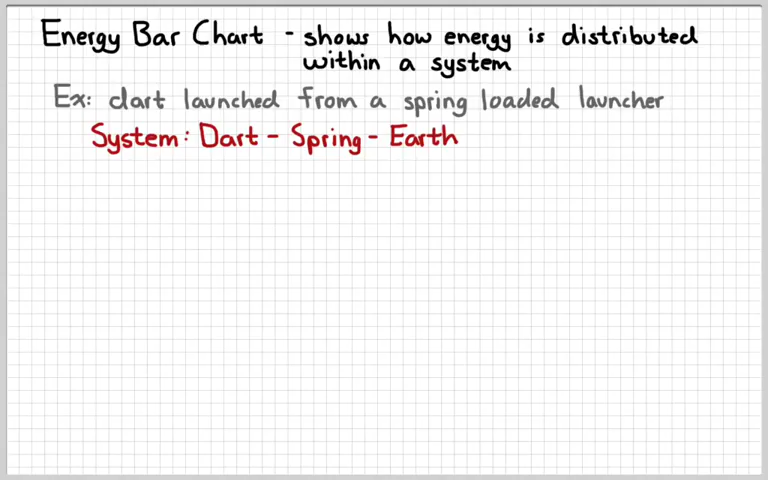 Energy Bar Chart - shows how energy is distributed
within a system
Ex: dart launched from a spring loaded launcher
System: Dart - Spring - Earth